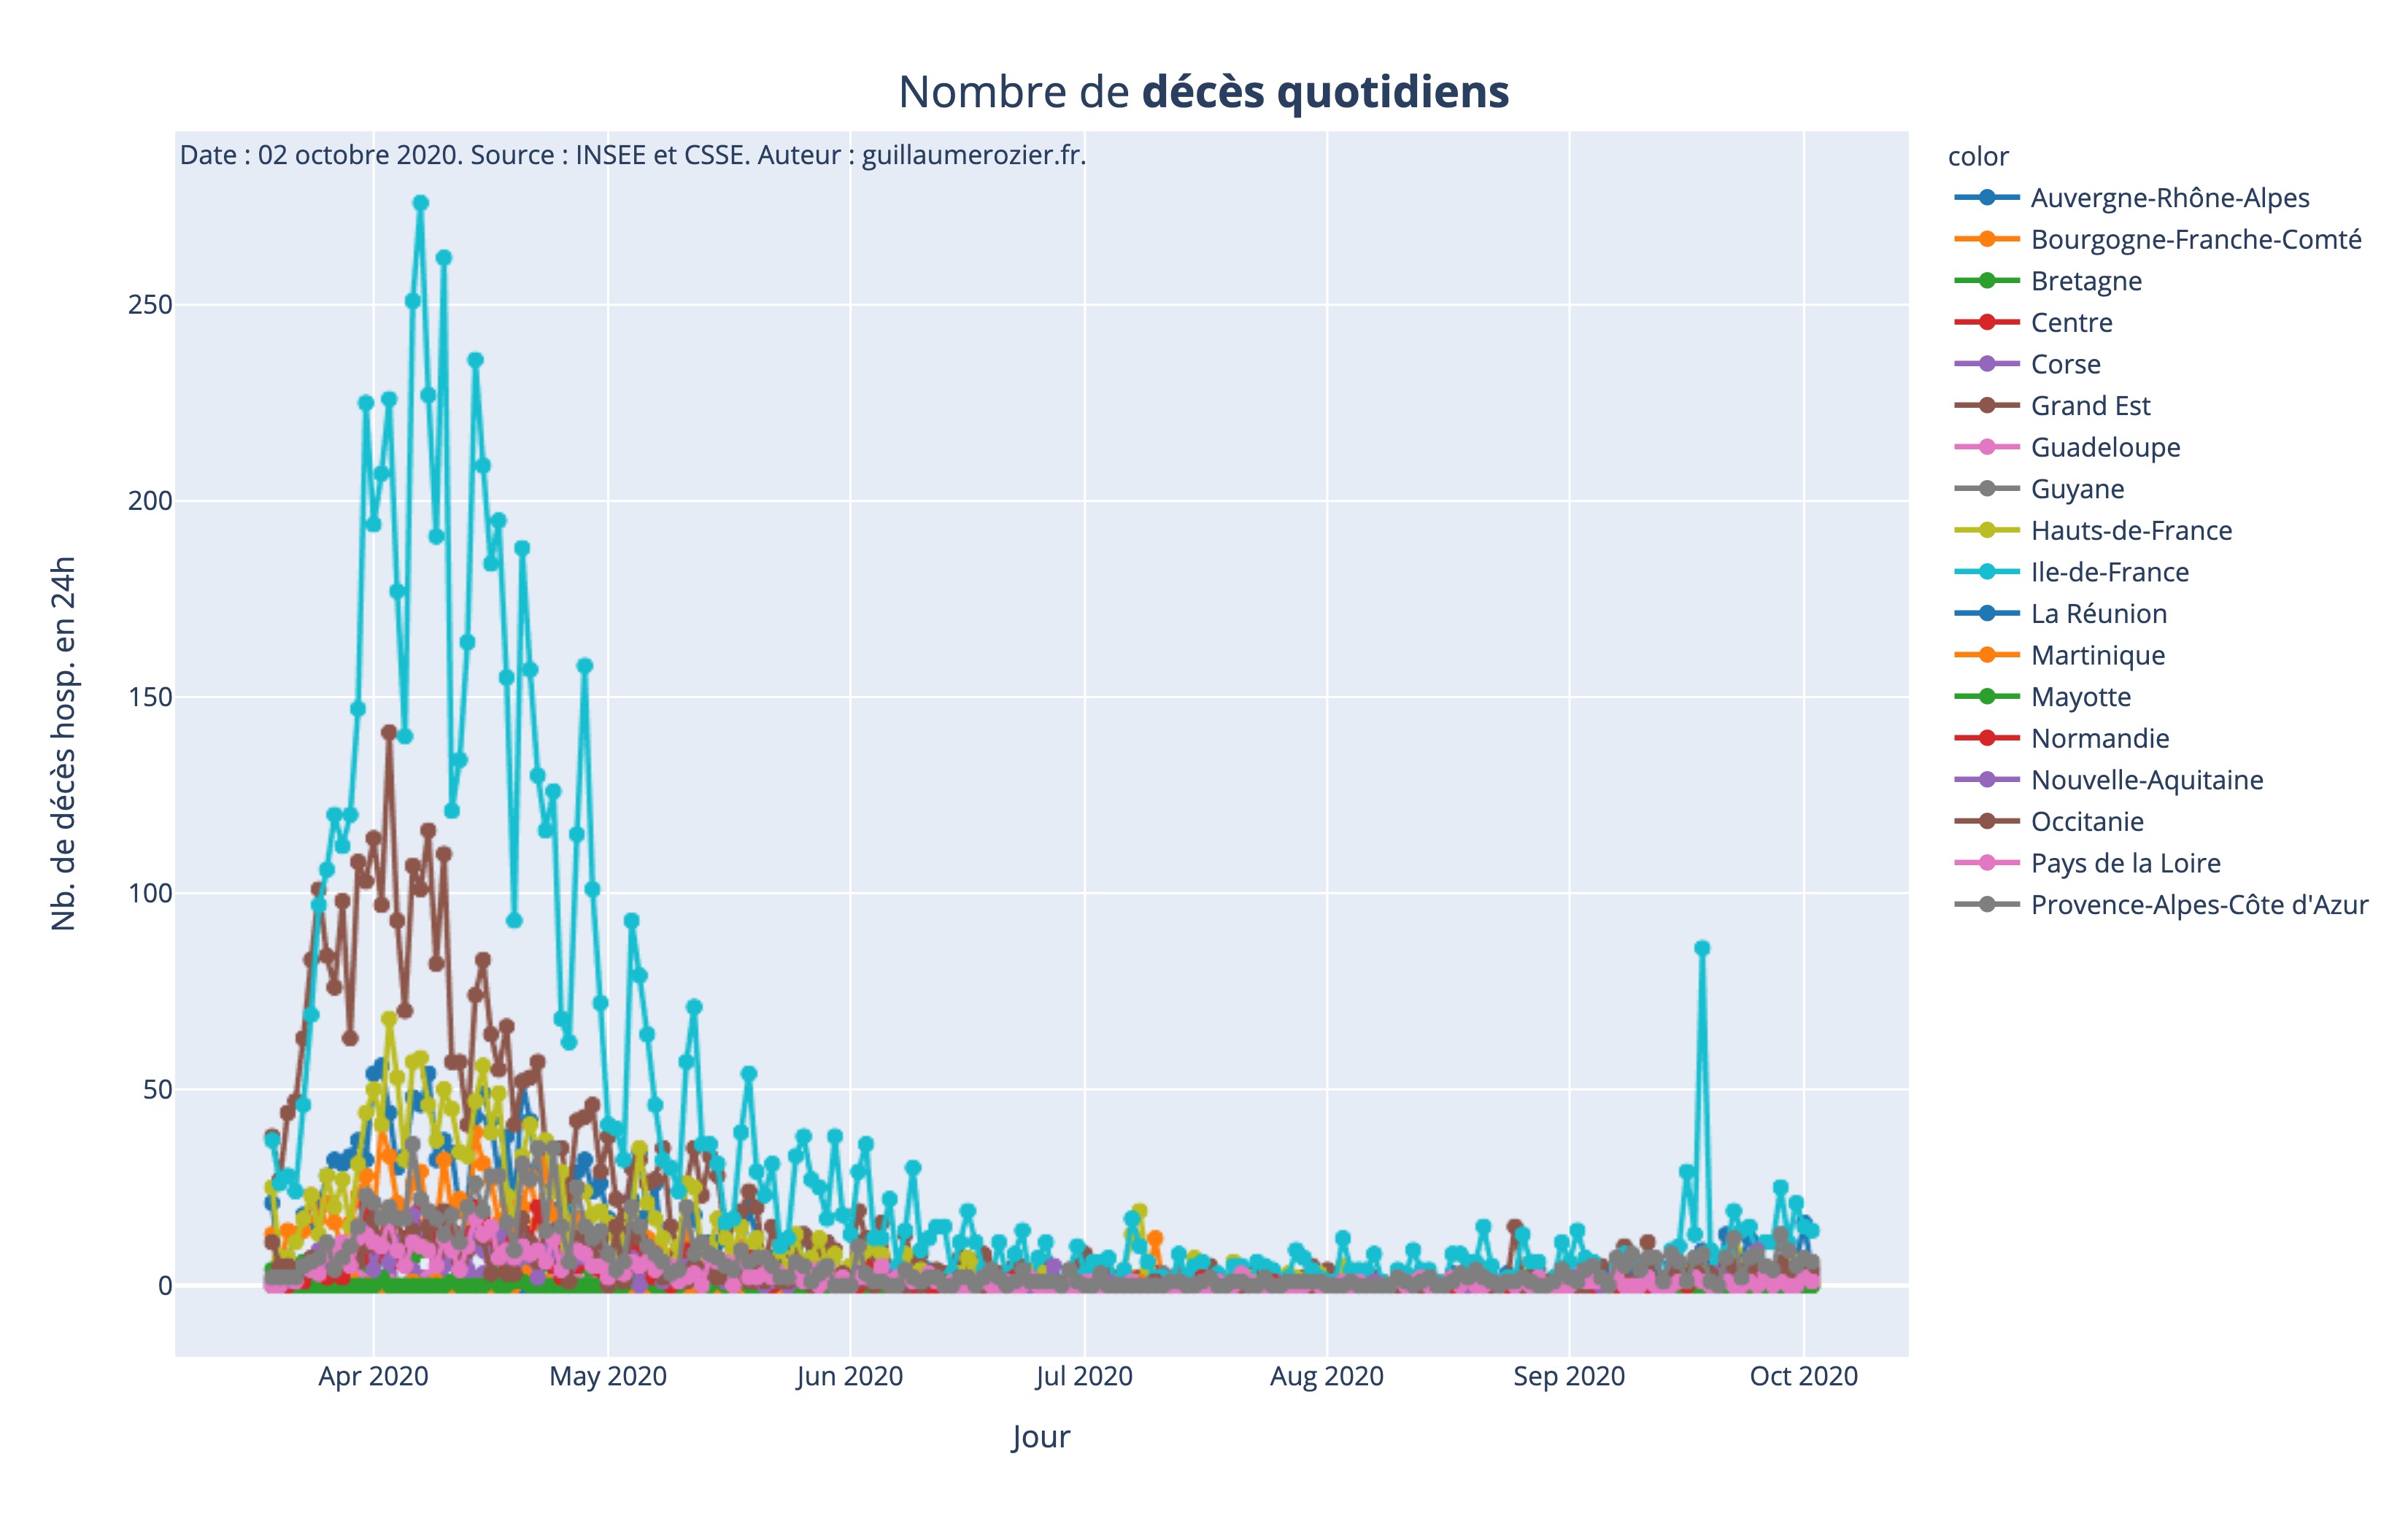 Nombre de décès quotidiens
Date : 02 octobre 2020. Source : INSEE et CSSE. Auteur : guillaumerozier.fr.
Nb. de décès hosp. en 24h
250
200
150
100
50
0
Apr 2020
May 2020
Jun 2020
Jul 2020
Aug 2020
Sep 2020
Oct 2020
Jour
color
Auvergne-Rhône-Alpes
Bourgogne-Franche-Comté
Bretagne
Centre
Corse
Grand Est
Guadeloupe
Guyane
Hauts-de-France
Ile-de-France
La Réunion
Martinique
Mayotte
Normandie
Nouvelle-Aquitaine
Occitanie
Pays de la Loire
Provence-Alpes-Côte d'Azur